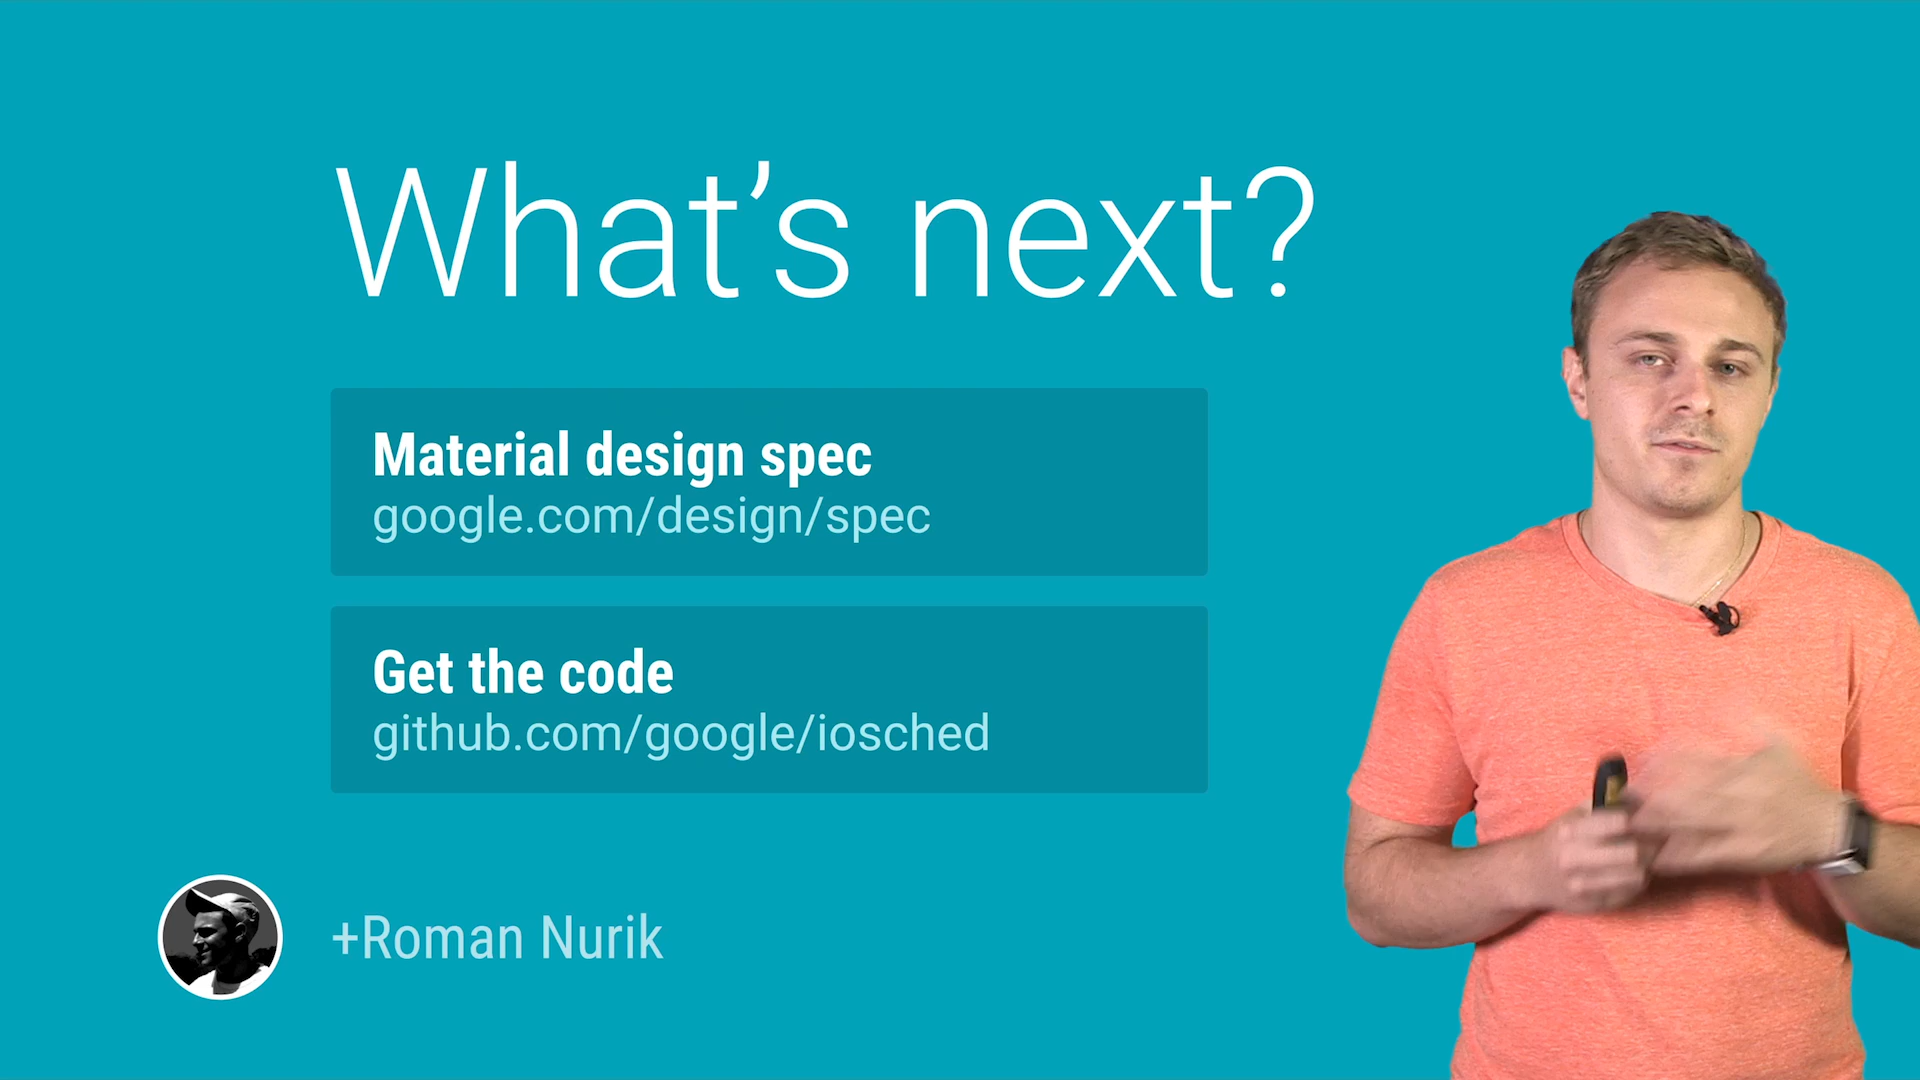 What’s next?
Material design spec
google.com/design/spec
Get the code
github.com/google/iosched
+Roman Nurik